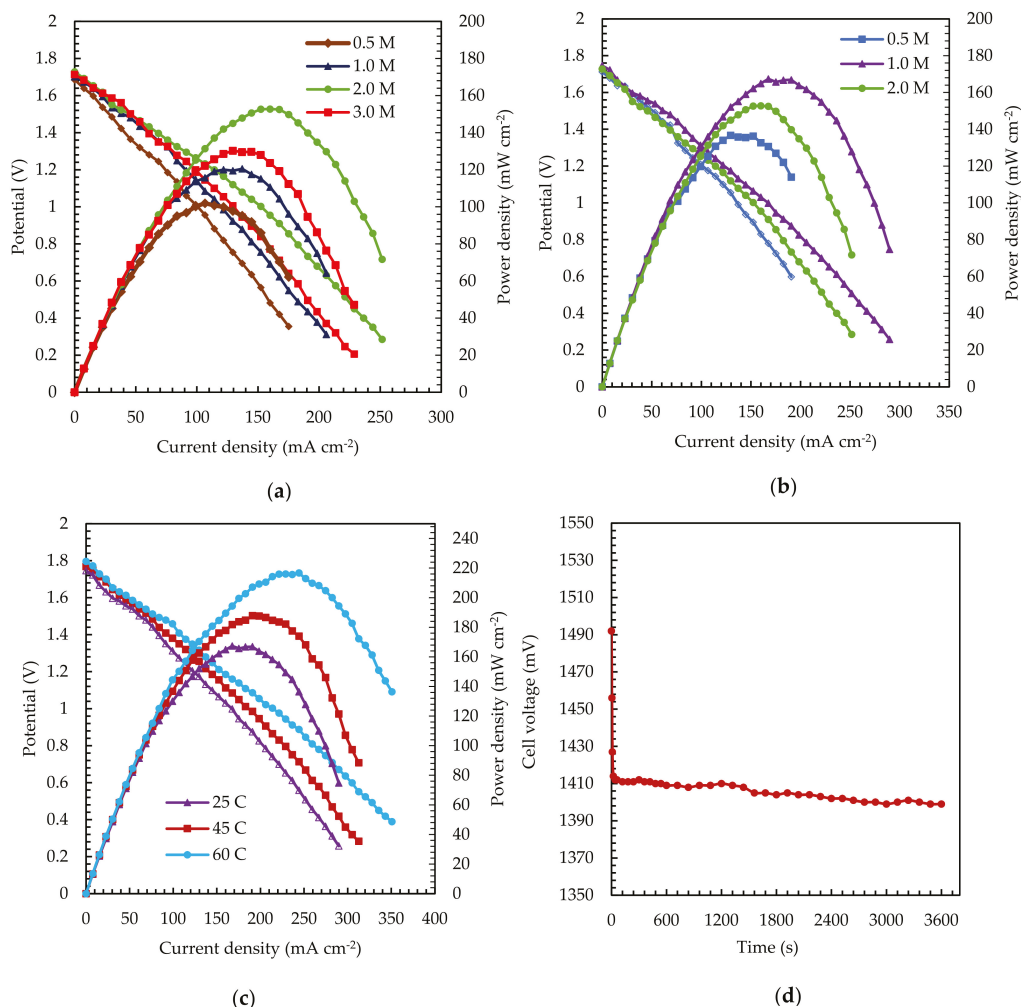 2
1.8
1.6
1.4
1.2
1
0.8
0.6
0.4
0.2
0
Potential (V)
200
180
160
140
120
100
80
60
40
20
0
Power density (mW cm-2)
0.5 M
1.0 M
2.0 M
3.0 M
0 50 100 150 200 250 300
Current density (mA cm-2)
(a)
2
1.8
1.6
1.4
1.2
1
0.8
0.6
0.4
0.2
0
Potential (V)
200
180
160
140
120
100
80
60
40
20
0
Power density (mW cm-2)
0.5 M
1.0 M
2.0 M
0 50 100 150 200 250 300 350
Current density (mA cm-2)
(b)
2
1.8
1.6
1.4
1.2
1
0.8
0.6
0.4
0.2
0
Potential (V)
240
220
200
180
160
140
120
100
80
60
40
20
0
Power density (mW cm-2)
25 C
45 C
60 C
0 50 100 150 200 250 300 350 400
Current density (mA cm-2)
(c)
1550
1530
1510
1490
1470
1450
1430
1410
1390
1370
1350
Cell voltage (mV)
0 600 1200 1800 2400 3000 3600
Time (s)
(d)